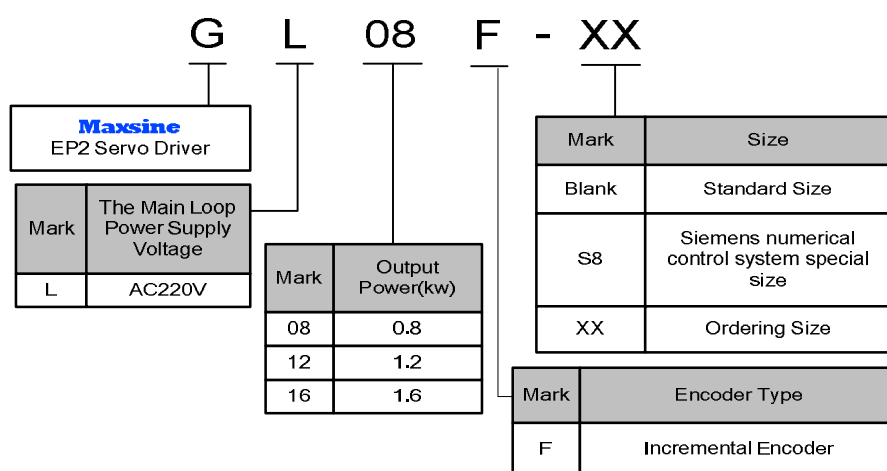 G L 08 F - XX
Maxsine
EP2 Servo Driver
Mark
The Main Loop
Power Supply
Voltage
L AC220V
Mark
Output
Power(kw)
08 0.8
12 1.2
16 1.6
Mark Size
Blank Standard Size
S8
Siemens numerical
control system special
size
XX Ordering Size
Mark Encoder Type
F Incremental Encoder